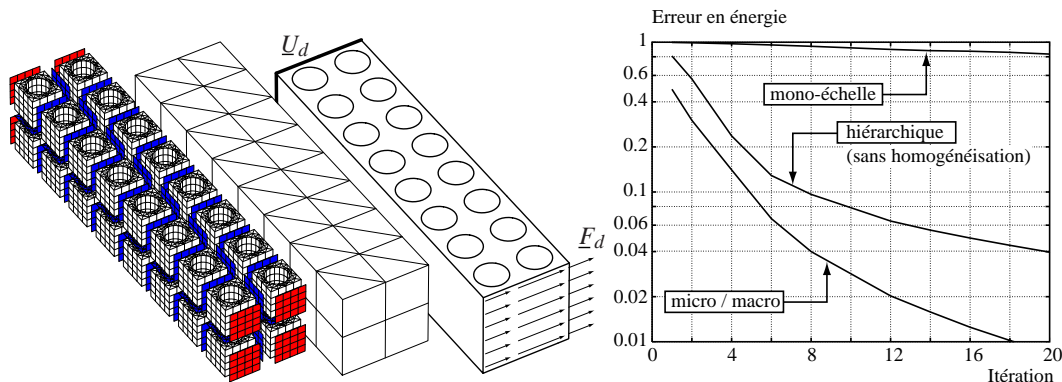 U_d
F_d
Erreur en énergie
1
0.6
0.4
0.2
0.1
0.06
0.04
0.02
0.01
mono-échelle
hiérarchique
(sans homogénéisation)
micro / macro
0 4 8 12 16 20
Itération